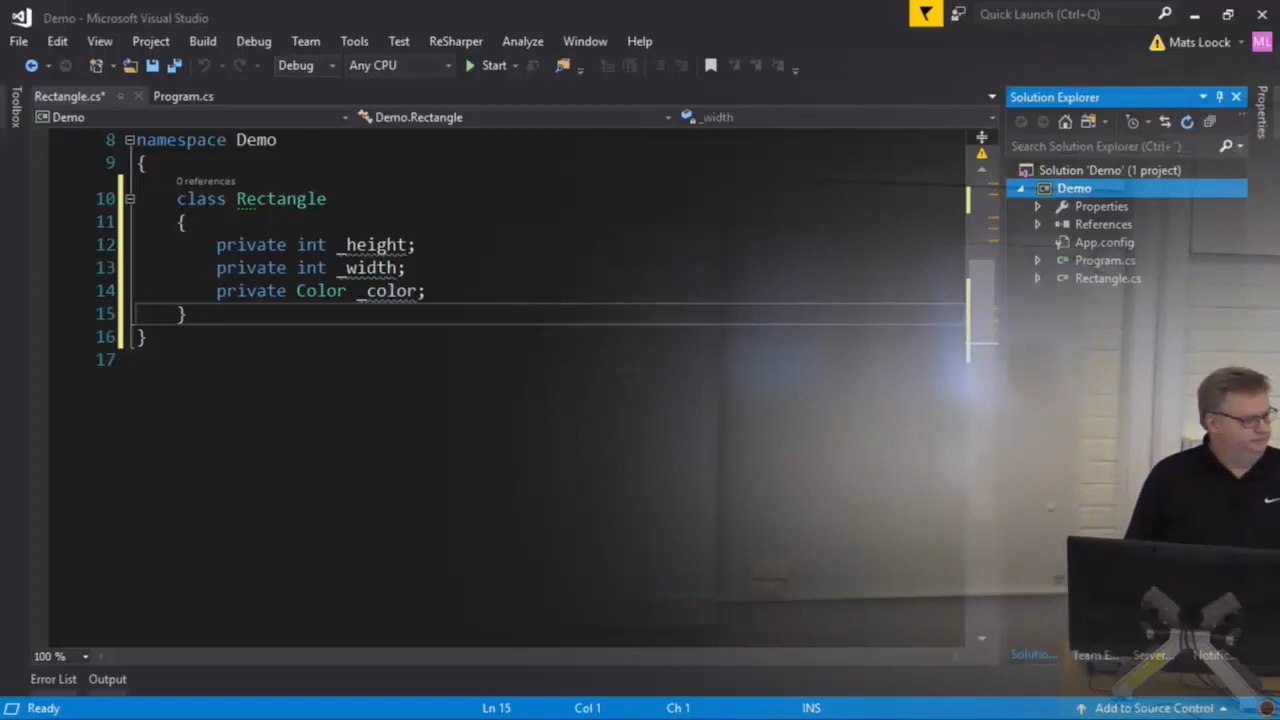 Demo - Microsoft Visual Studio
Quick Launch (Ctrl+Q)
File Edit View Project Build Debug Team Tools Test ReSharper Analyze Window Help
Mats Loock
ML
Debug
Any CPU
Start
Toolbox
Rectangle.cs*
Program.cs
Demo
Demo.Rectangle
_width
8 namespace Demo
9 {
0 references
10 class Rectangle
11 {
12 private int _height;
13 private int _width;
14 private Color _color;
15 }
16 }
17
Solution Explorer
Search Solution Explorer (Ctrl+¨)
Solution 'Demo' (1 project)
Demo
Properties
References
App.config
Program.cs
Rectangle.cs
Properties
100 %
Solutio...
Team E...
Server...
Notific...
Error List
Output
Ready
Ln 15
Col 1
Ch 1
INS
Add to Source Control